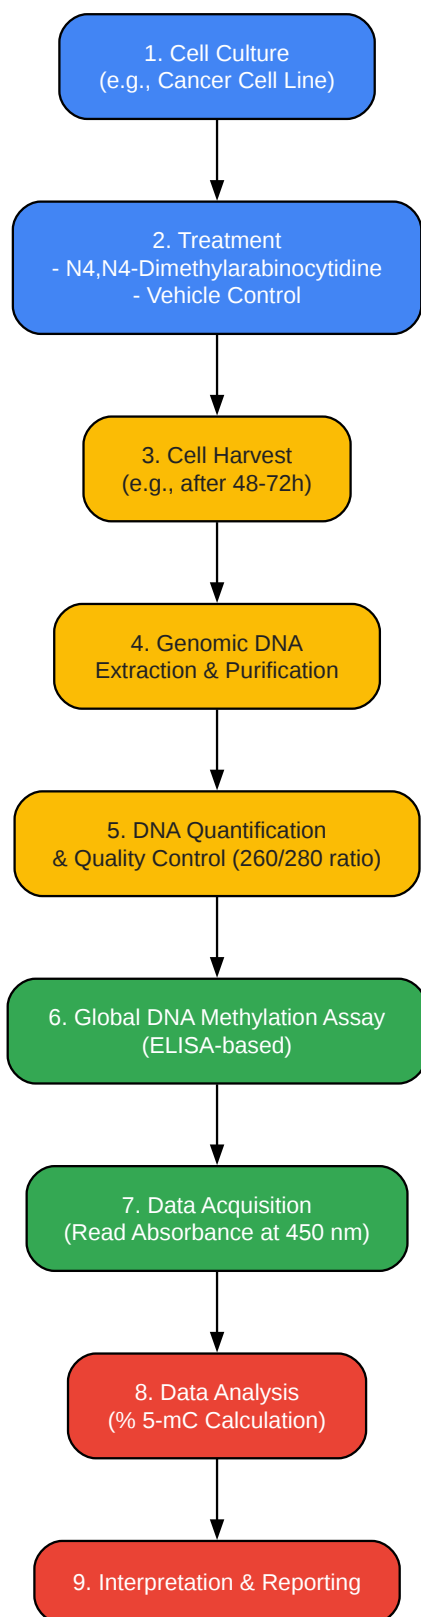 1. Cell Culture
(e.g., Cancer Cell Line)
2. Treatment
- N4,N4-Dimethylarabinocytidine
- Vehicle Control
3. Cell Harvest
(e.g., after 48-72h)
4. Genomic DNA
Extraction & Purification
5. DNA Quantification
& Quality Control (260/280 ratio)
6. Global DNA Methylation Assay
(ELISA-based)
7. Data Acquisition
(Read Absorbance at 450 nm)
8. Data Analysis
(% 5-mC Calculation)
9. Interpretation & Reporting